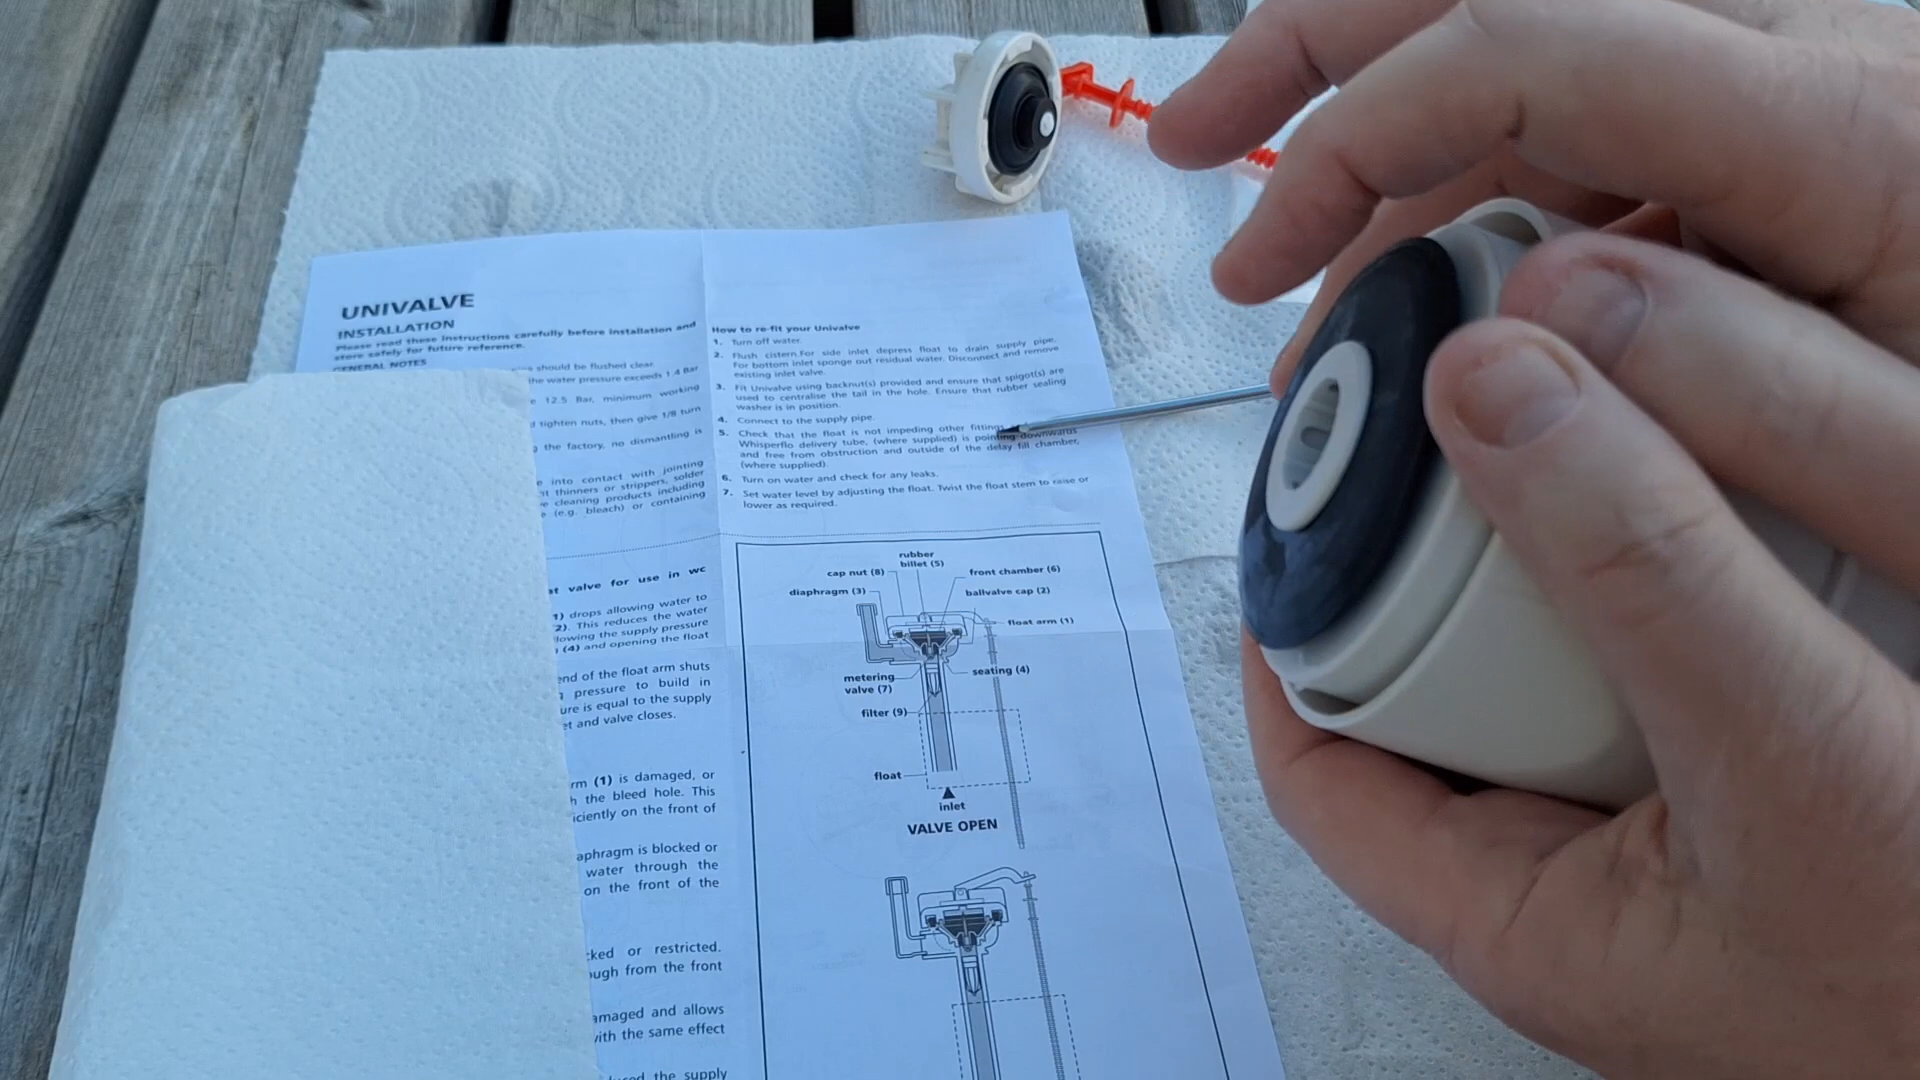 UNIVALVE
INSTALLATION
Please read these instructions carefully before installation and
store safely for future reference.
GENERAL NOTES
should be flushed clear.
the water pressure exceeds 1.4 Bar
12.5 Bar, minimum working
tighten nuts, then give 1/8 turn
the factory, no dismantling is
into contact with jointing
thinners or strippers, solder
cleaning products including
(e.g. bleach) or containing
valve for use in wc
1) drops allowing water to
2). This reduces the water
lowing the supply pressure
(4) and opening the float
end of the float arm shuts
pressure to build in
ure is equal to the supply
et and valve closes.
rm (1) is damaged, or
h the bleed hole. This
iciently on the front of
aphragm is blocked or
water through the
on the front of the
cked or restricted.
ough from the front
amaged and allows
with the same effect
the supply
How to re-fit your Univalve
1. Turn off water.
2. Flush cistern. For side inlet depress float to drain supply pipe.
For bottom inlet sponge out residual water. Disconnect and remove
existing inlet valve.
3. Fit Univalve using backnut(s) provided and ensure that spigot(s) are
used to centralise the tail in the hole. Ensure that rubber sealing
washer is in position.
4. Connect to the supply pipe.
5. Check that the float is not impeding other fittings
Whisperflo delivery tube, (where supplied) is pointing downwards
and free from obstruction and outside of the delay fill chamber,
(where supplied).
6. Turn on water and check for any leaks.
7. Set water level by adjusting the float. Twist the float stem to raise or
lower as required.
rubber
billet (5)
cap nut (8)
front chamber (6)
diaphragm (3)
ballvalve cap (2)
float arm (1)
seating (4)
metering
valve (7)
filter (9)
float
inlet
VALVE OPEN